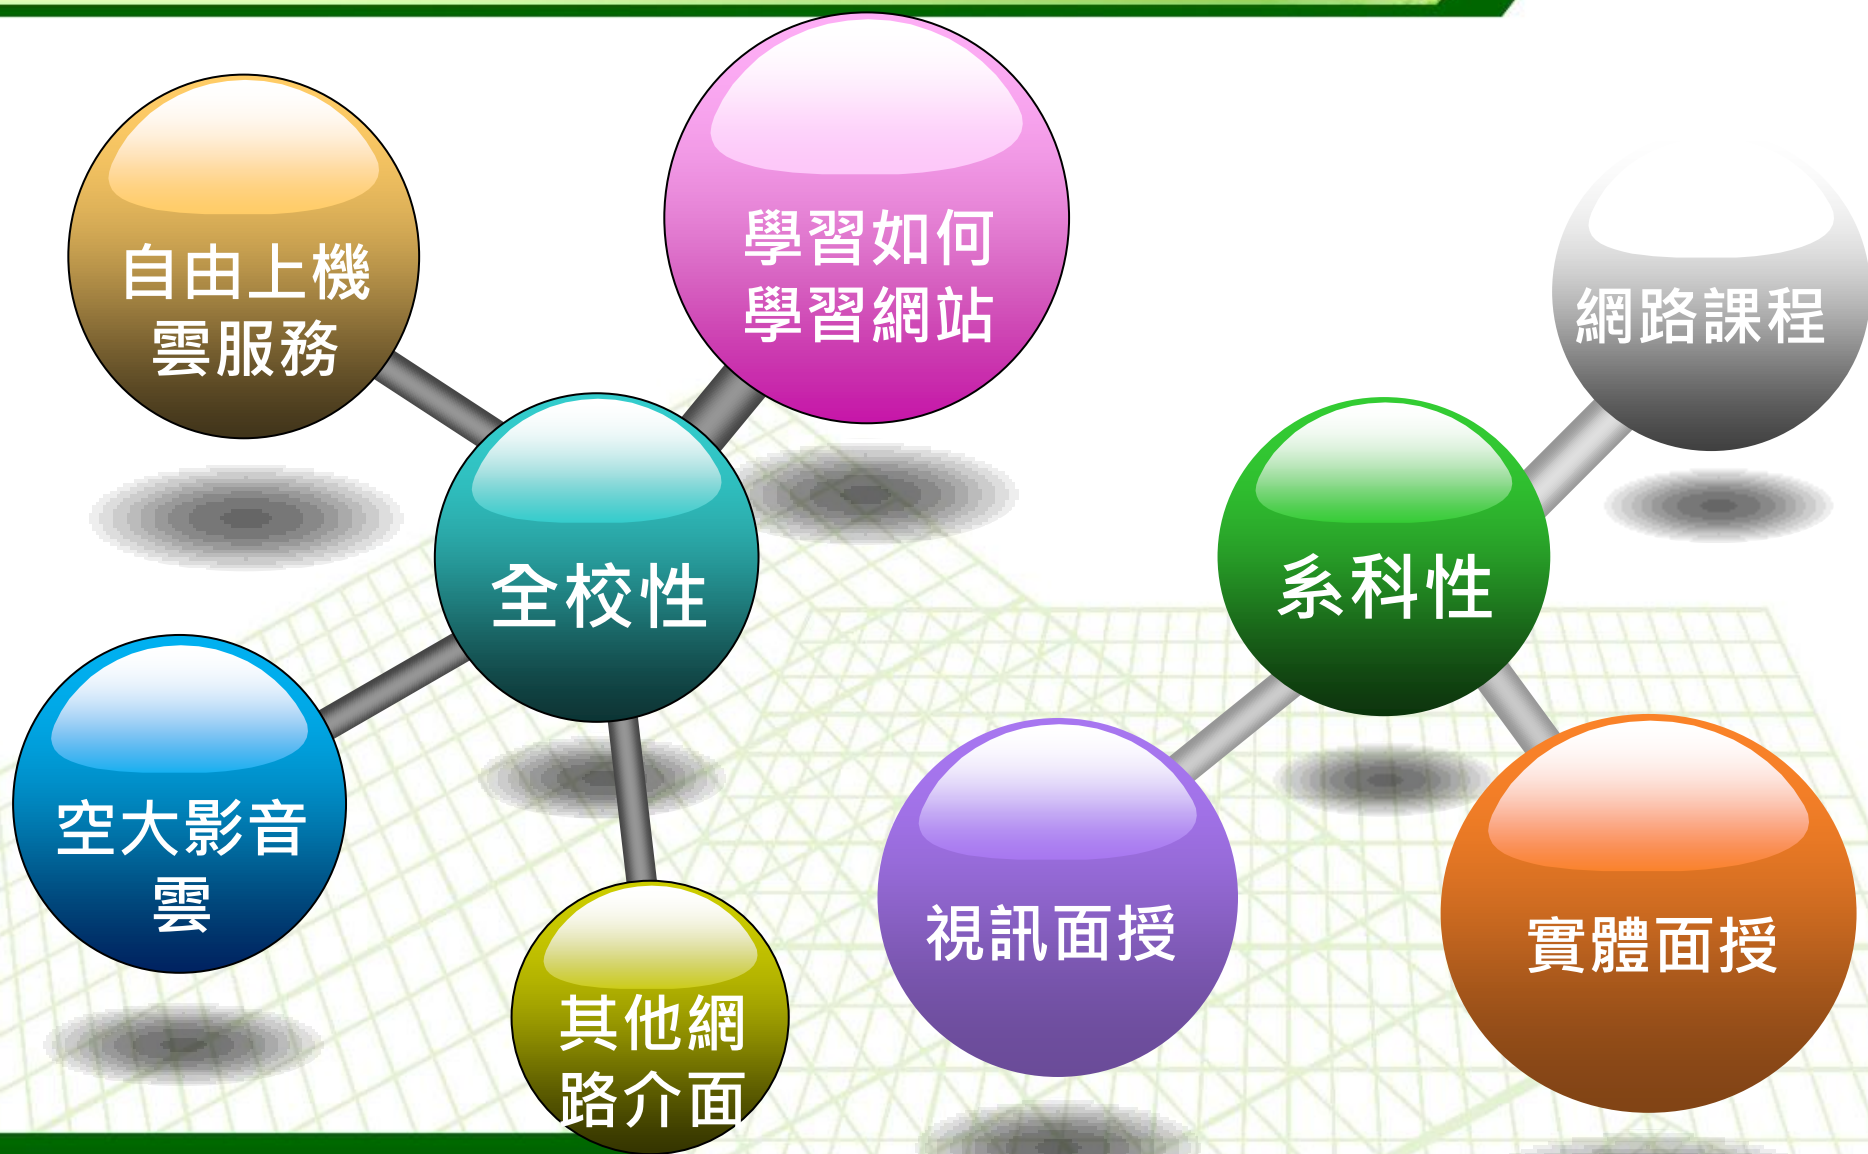 自由上機
雲服務
學習如何
學習網站
全校性
空大影音
雲
其他網
路介面
網路課程
系科性
視訊面授
實體面授